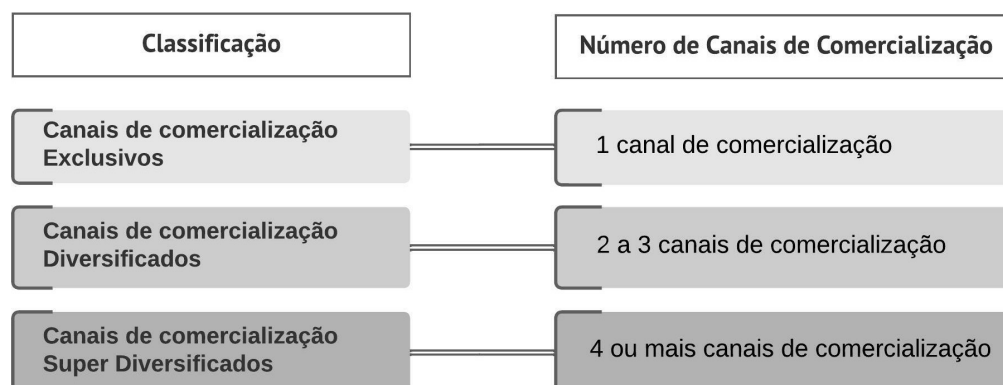 Classificação
Número de Canais de Comercialização
Canais de comercialização
Exclusivos
1 canal de comercialização
Canais de comercialização
Diversificados
2 a 3 canais de comercialização
Canais de comercialização
Super Diversificados
4 ou mais canais de comercialização